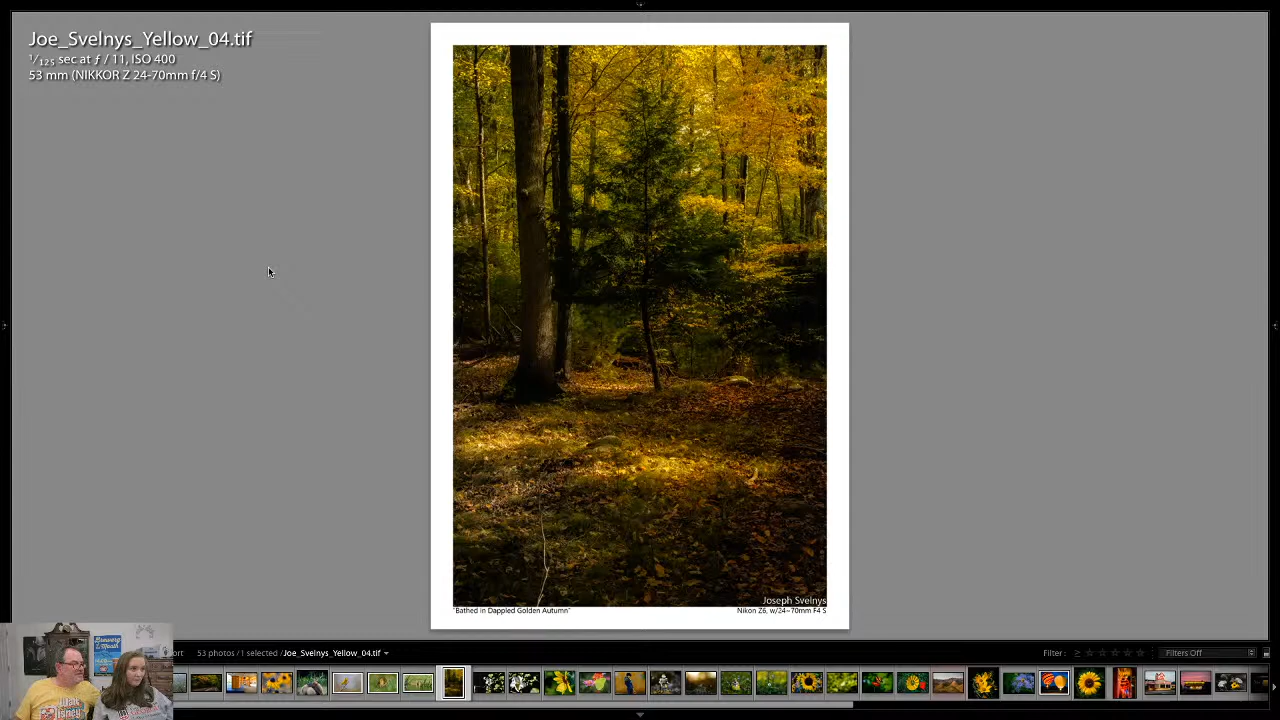 Joe_Svelnys_Yellow_04.tif
1/125 sec at ƒ / 11, ISO 400
53 mm (NIKKOR Z 24-70mm f/4 S)
Joseph Svelnys
"Bathed in Dappled Golden Autumn"
Nikon Z6, w/24~70mm F4 S
53 photos / 1 selected / Joe_Svelnys_Yellow_04.tif
Filter :
Filters Off